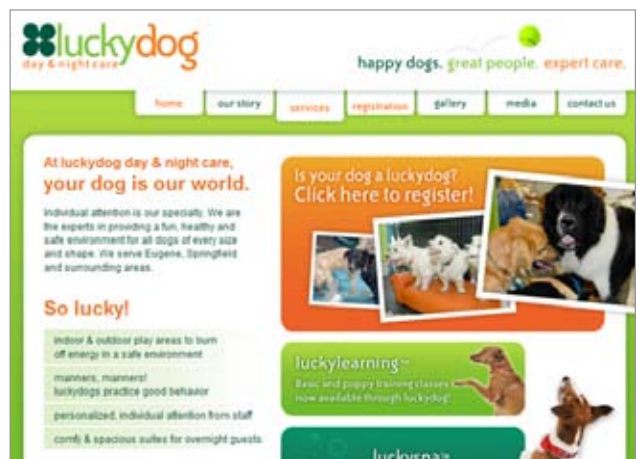 luckydog
day & night care
happy dogs. great people. expert care.
home
our story
services
registration
gallery
media
contact us
At luckydog day & night care,
your dog is our world.
Individual attention is our specialty. We are
the experts in providing a fun, healthy and
safe environment for all dogs of every size
and shape. We serve Eugene, Springfield
and surrounding areas.
So lucky!
indoor & outdoor play areas to burn
off energy in a safe environment
manners, manners!
luckydogs practice good behavior
personalized, individual attention from staff
comfy & spacious suites for overnight guests
Is your dog a luckydog?
Click here to register!
luckylearning™
Basic and puppy training classes
now available through luckydog!
luckyspa™